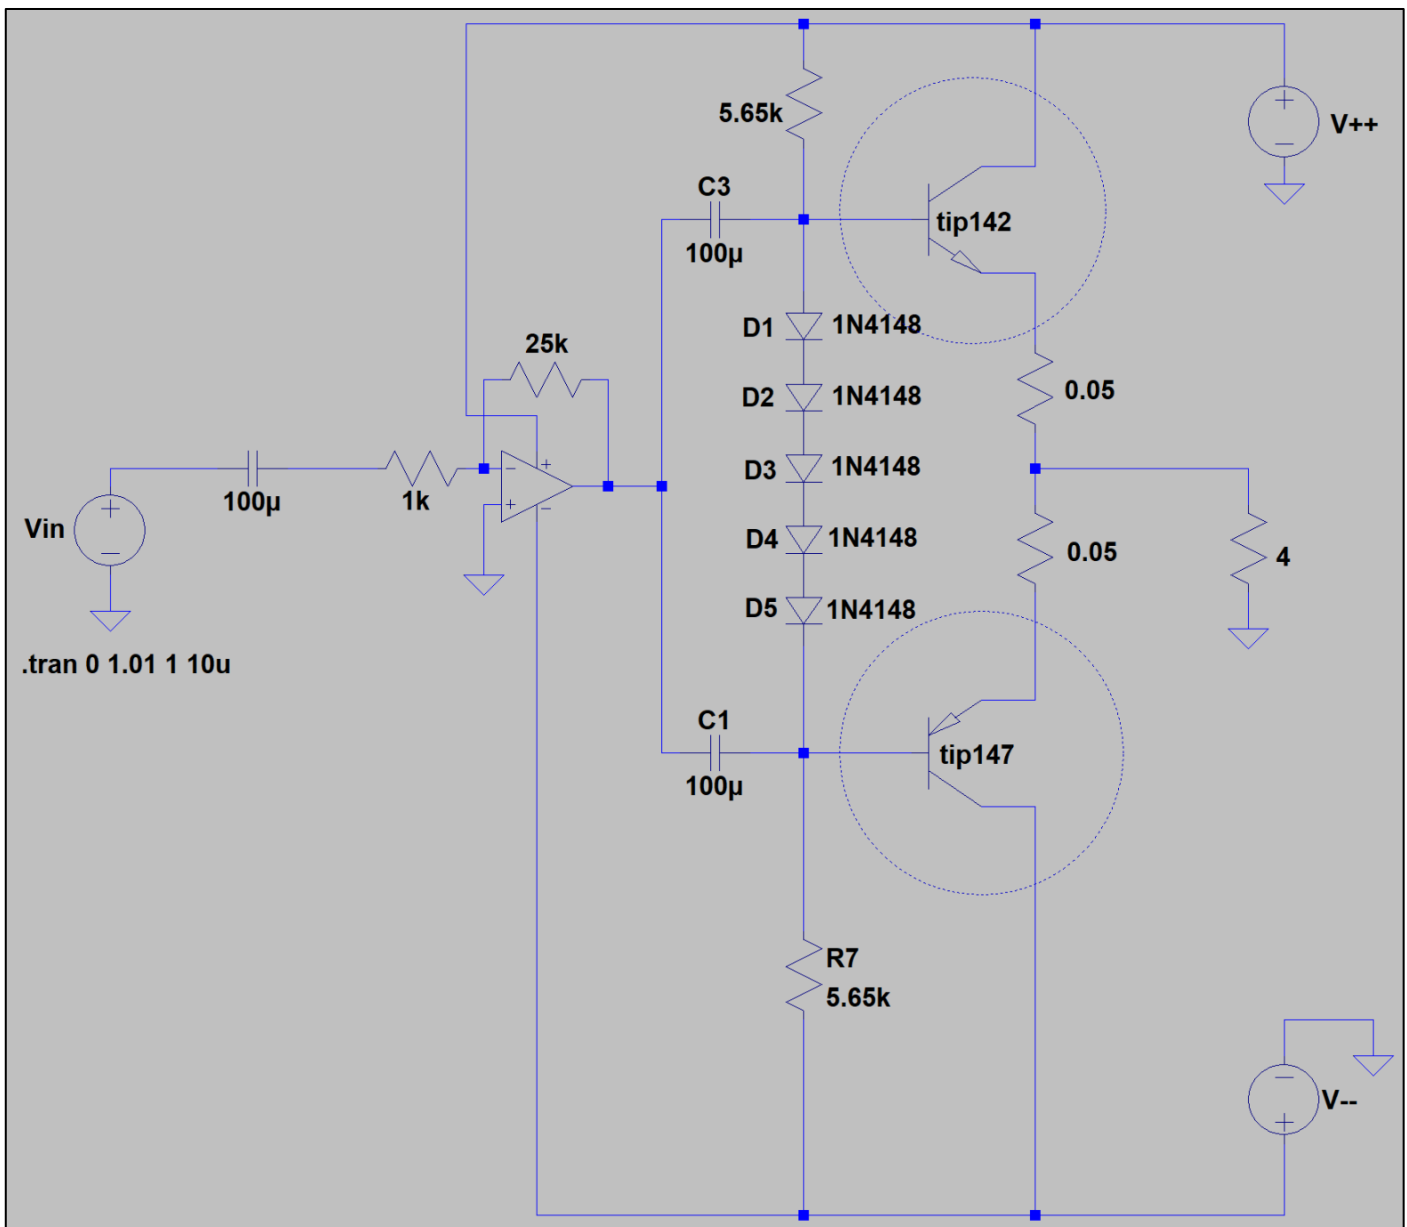 5.65k
V++
C3
100µ
tip142
D1
1N4148
25k
D2
1N4148
0.05
D3
1N4148
100µ
1k
Vin
D4
1N4148
0.05
4
D5
1N4148
.tran 0 1.01 1 10u
C1
100µ
tip147
R7
5.65k
V--